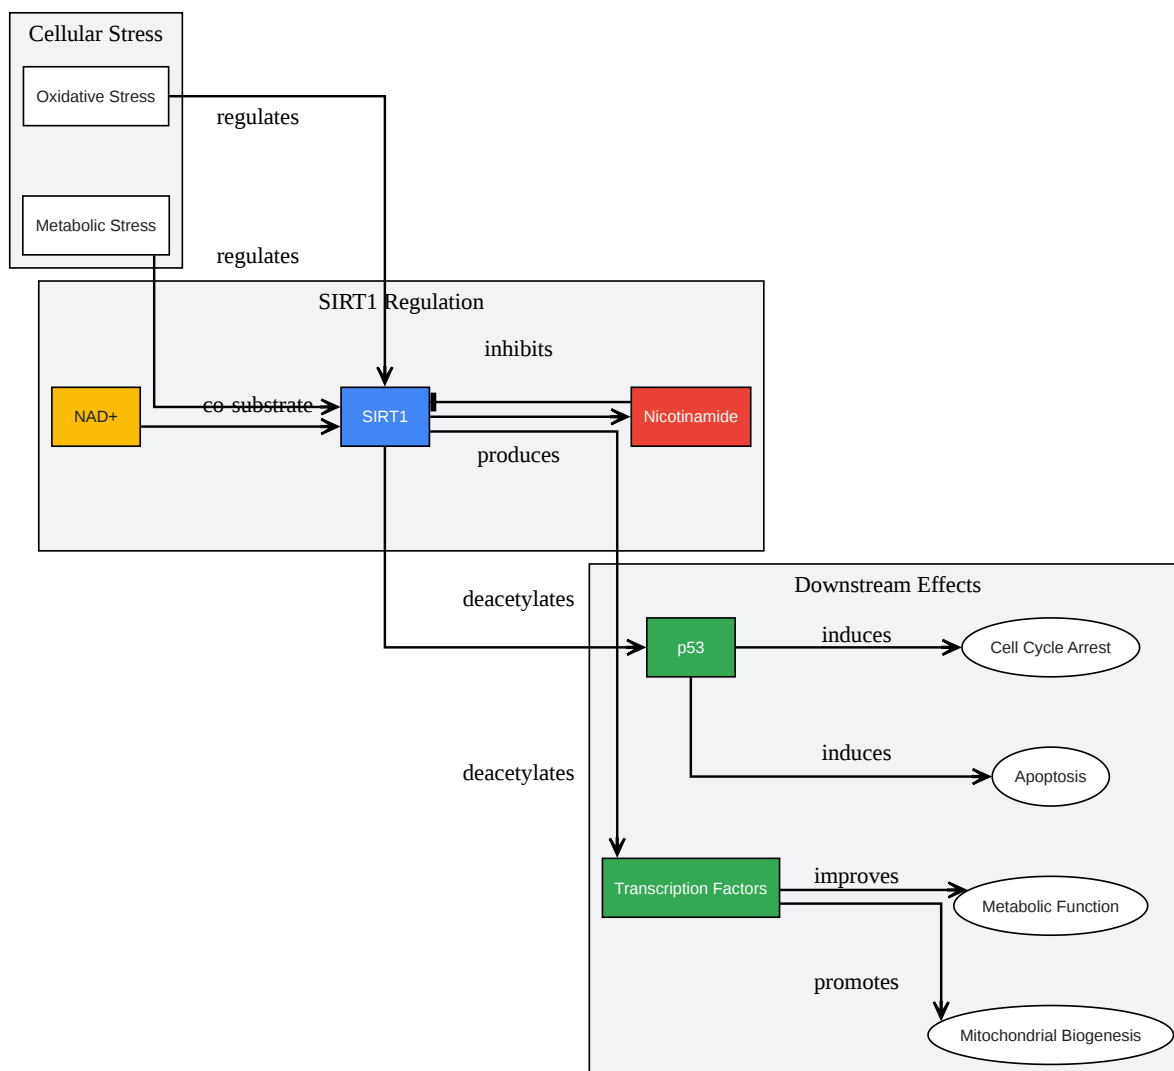 Cellular Stress
Oxidative Stress
regulates
Metabolic Stress
regulates
SIRT1 Regulation
inhibits
NAD+
co-substrate
SIRT1
Nicotinamide
produces
Downstream Effects
deacetylates
p53
induces
Cell Cycle Arrest
deacetylates
induces
Apoptosis
Transcription Factors
improves
Metabolic Function
promotes
Mitochondrial Biogenesis